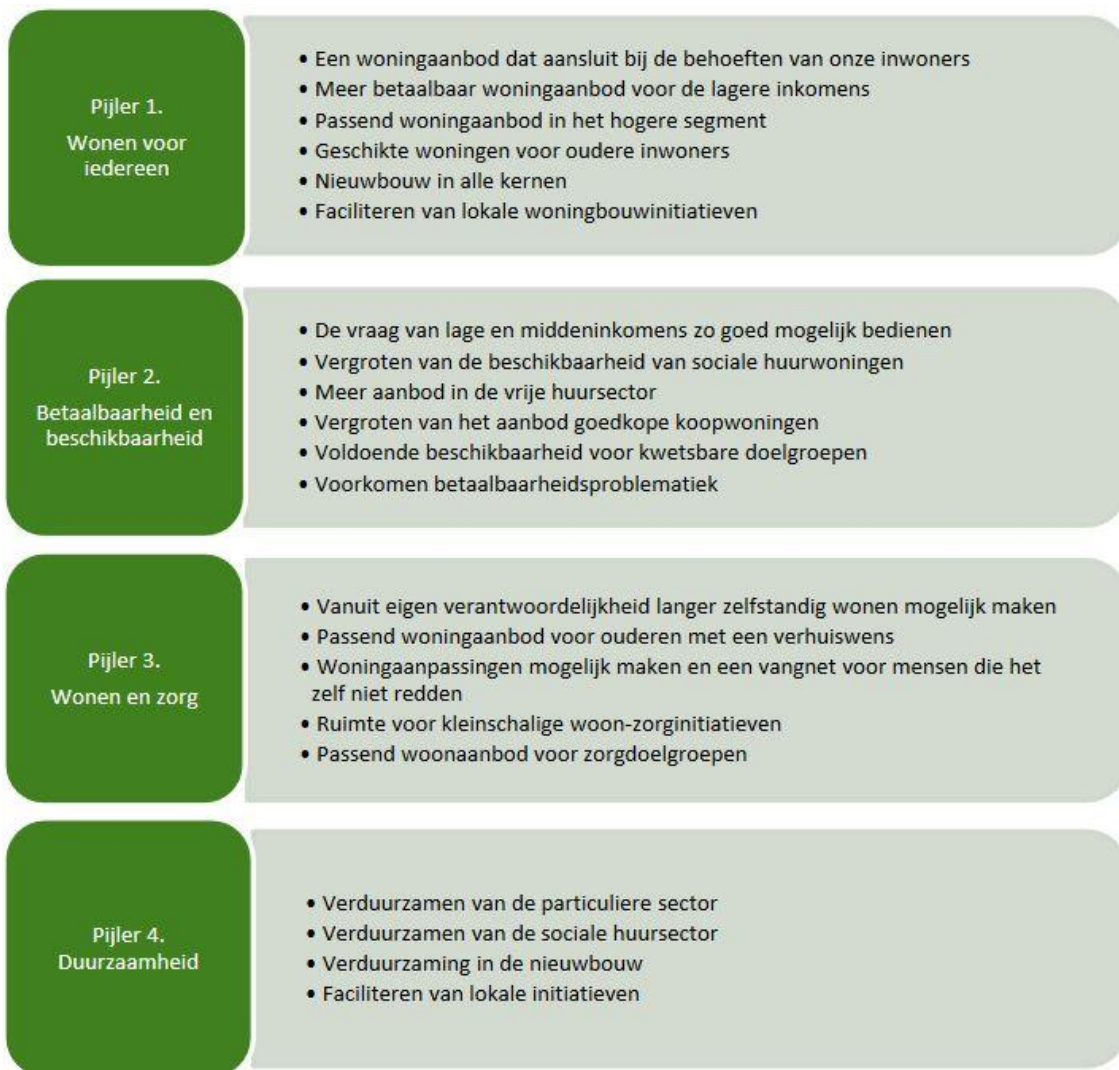 Pijler 1.
Wonen voor
iedereen
• Een woningaanbod dat aansluit bij de behoeften van onze inwoners
• Meer betaalbaar woningaanbod voor de lagere inkomens
• Passend woningaanbod in het hogere segment
• Geschikte woningen voor oudere inwoners
• Nieuwbouw in alle kernen
• Faciliteren van lokale woningbouwinitiatieven
Pijler 2.
Betaalbaarheid en
beschikbaarheid
• De vraag van lage en middeninkomens zo goed mogelijk bedienen
• Vergroten van de beschikbaarheid van sociale huurwoningen
• Meer aanbod in de vrije huursector
• Vergroten van het aanbod goedkope koopwoningen
• Voldoende beschikbaarheid voor kwetsbare doelgroepen
• Voorkomen betaalbaarheidsproblematiek
Pijler 3.
Wonen en zorg
• Vanuit eigen verantwoordelijkheid langer zelfstandig wonen mogelijk maken
• Passend woningaanbod voor ouderen met een verhuiswens
• Woningaanpassingen mogelijk maken en een vangnet voor mensen die het
zelf niet redden
• Ruimte voor kleinschalige woon-zorginitiatieven
• Passend woonaanbod voor zorgdoelgroepen
Pijler 4.
Duurzaamheid
• Verduurzamen van de particuliere sector
• Verduurzamen van de sociale huursector
• Verduurzaming in de nieuwbouw
• Faciliteren van lokale initiatieven